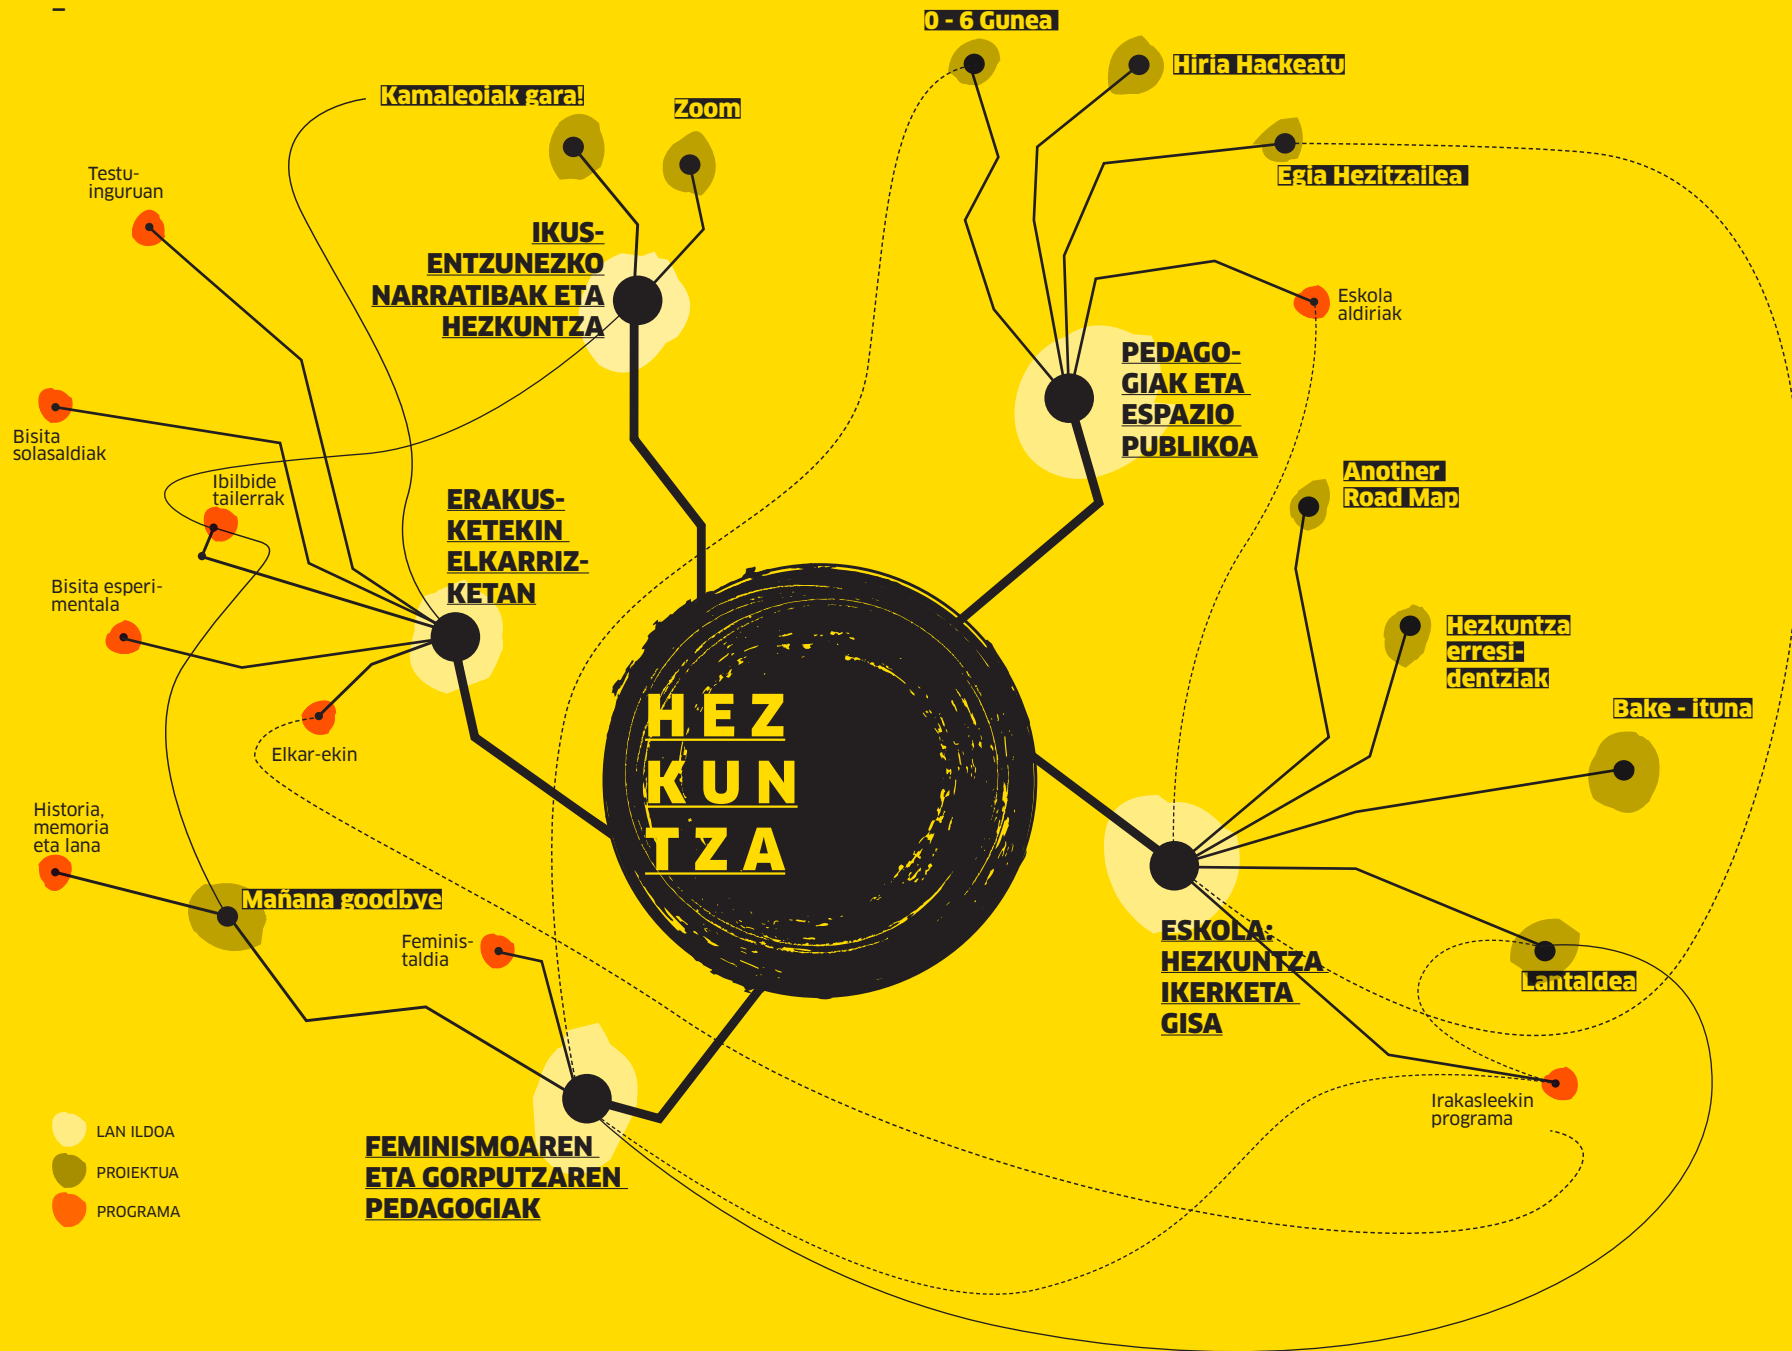 0 - 6 Gunea
Hiria Hackeatu
Kamaleoiak gara!
Zoom
Testu-
inguruan
Egia Hezitzailea
IKUS-
ENTZUNEZKO
NARRATIBAK ETA
HEZKUNTZA
Eskola
aldiriak
PEDAGO-
GIAK ETA
ESPAZIO
PUBLIKOA
Bisita
solasaldiak
Ibilbide
tailerrak
Another
Road Map
ERAKUS-
KETEKIN
ELKARRIZ-
KETAN
Bisita esperi-
mentala
Hezkuntza
erresi-
dentziak
Bake - ituna
Elkar-ekin
HEZ
KUN
TZA
Historia,
memoria
eta lana
Mañana goodbye
Feminis-
taldia
ESKOLA:
HEZKUNTZA
IKERKETA
GISA
Lantaldea
Irakasleekin
programa
FEMINISMOAREN
ETA GORPUTZAREN
PEDAGOGIAK
LAN ILDOA
PROIEKTUA
PROGRAMA